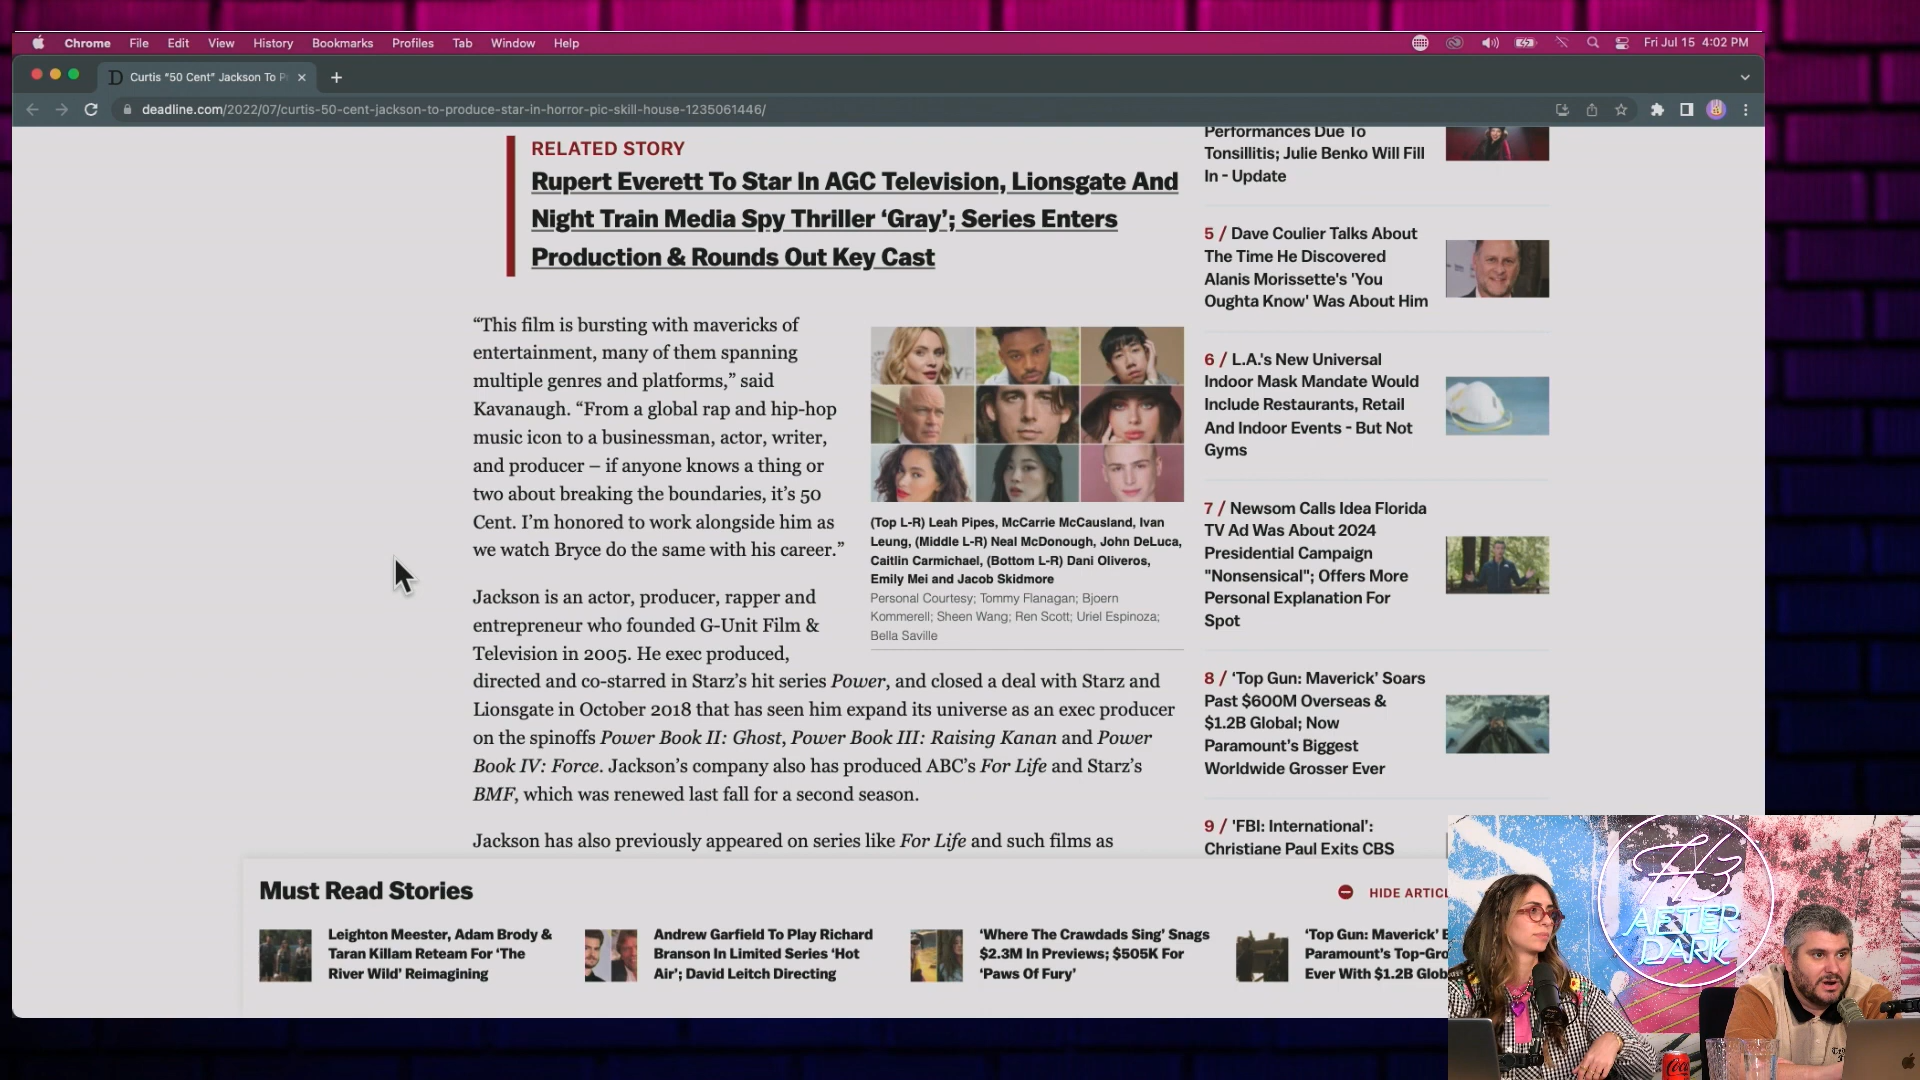 Chrome File Edit View History Bookmarks Profiles Tab Window Help
Fri Jul 15 4:02 PM
Curtis "50 Cent" Jackson To P
deadline.com/2022/07/curtis-50-cent-jackson-to-produce-star-in-horror-pic-skill-house-1235061446/
RELATED STORY
Rupert Everett To Star In AGC Television, Lionsgate And
Night Train Media Spy Thriller ‘Gray’; Series Enters
Production & Rounds Out Key Cast
“This film is bursting with mavericks of
entertainment, many of them spanning
multiple genres and platforms,” said
Kavanaugh. “From a global rap and hip-hop
music icon to a businessman, actor, writer,
and producer – if anyone knows a thing or
two about breaking the boundaries, it’s 50
Cent. I’m honored to work alongside him as
we watch Bryce do the same with his career.”
(Top L-R) Leah Pipes, McCarrie McCausland, Ivan
Leung, (Middle L-R) Neal McDonough, John DeLuca,
Caitlin Carmichael, (Bottom L-R) Dani Oliveros,
Emily Mei and Jacob Skidmore
Personal Courtesy; Tommy Flanagan; Bjoern
Kommerell; Sheen Wang; Ren Scott; Uriel Espinoza;
Bella Saville
Jackson is an actor, producer, rapper and
entrepreneur who founded G-Unit Film &
Television in 2005. He exec produced,
directed and co-starred in Starz’s hit series Power, and closed a deal with Starz and
Lionsgate in October 2018 that has seen him expand its universe as an exec producer
on the spinoffs Power Book II: Ghost, Power Book III: Raising Kanan and Power
Book IV: Force. Jackson’s company also has produced ABC’s For Life and Starz’s
BMF, which was renewed last fall for a second season.
Jackson has also previously appeared on series like For Life and such films as
Performances Due To
Tonsillitis; Julie Benko Will Fill
In - Update
5 / Dave Coulier Talks About
The Time He Discovered
Alanis Morissette's 'You
Oughta Know' Was About Him
6 / L.A.'s New Universal
Indoor Mask Mandate Would
Include Restaurants, Retail
And Indoor Events - But Not
Gyms
7 / Newsom Calls Idea Florida
TV Ad Was About 2024
Presidential Campaign
"Nonsensical"; Offers More
Personal Explanation For
Spot
8 / ‘Top Gun: Maverick’ Soars
Past $600M Overseas &
$1.2B Global; Now
Paramount's Biggest
Worldwide Grosser Ever
9 / 'FBI: International':
Christiane Paul Exits CBS
Must Read Stories
HIDE ARTICL
Leighton Meester, Adam Brody &
Taran Killam Reteam For ‘The
River Wild’ Reimagining
Andrew Garfield To Play Richard
Branson In Limited Series ‘Hot
Air’; David Leitch Directing
‘Where The Crawdads Sing’ Snags
$2.3M In Previews; $505K For
‘Paws Of Fury’
‘Top Gun: Maverick’ B
Paramount’s Top-Gro
Ever With $1.2B Glob
H3
AFTER
DARK